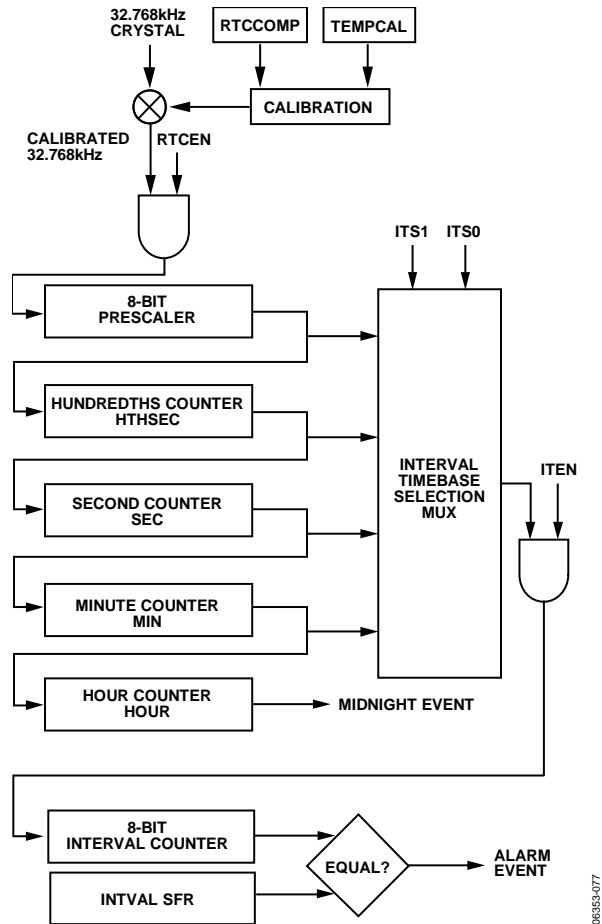 32.768kHz
CRYSTAL
RTCCOMP
TEMPCAL
CALIBRATION
CALIBRATED
32.768kHz
RTCEN
ITS1
ITS0
8-BIT
PRESCALER
HUNDREDTHS COUNTER
HTHSEC
INTERVAL
TIMEBASE
SELECTION
MUX
ITEN
SECOND COUNTER
SEC
MINUTE COUNTER
MIN
HOUR COUNTER
HOUR
MIDNIGHT EVENT
8-BIT
INTERVAL COUNTER
EQUAL?
ALARM
EVENT
INTVAL SFR
06353-077